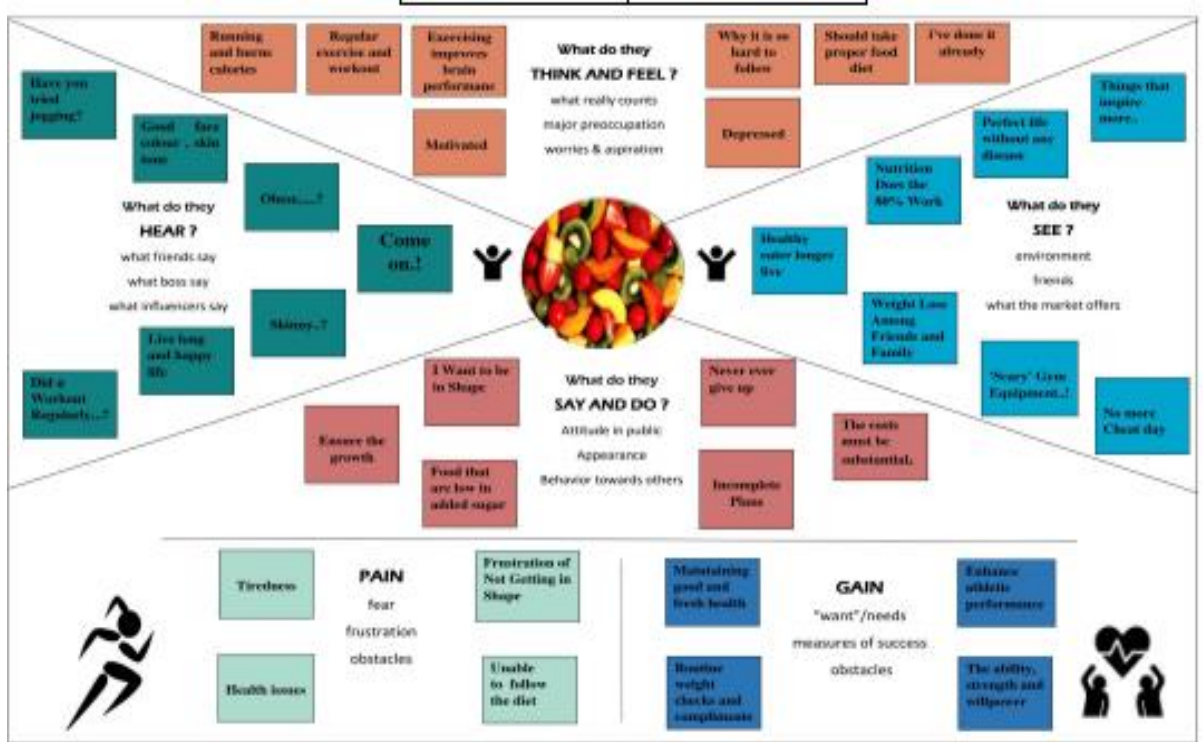 Running
and burns
calories
Regular
exercise and
workout
Exercising
improves
brain
performane
Motivated
What do they
THINK AND FEEL ?
what really counts
major preoccupation
worries & aspiration
Why it is so
hard to
follow
Should take
proper food
diet
I've done it
already
Depressed
Have you
tried
jogging?
Good face
colour , skin
tone
Obese.....?
Come
on.!
What do they
HEAR ?
what friends say
what boss say
what influencers say
Skinny..?
Live long
and happy
life
Did a
Workout
Regularly...?
Things that
inspire
more..
Perfect life
without any
disease
Nutrition
Does the
80% Work
Healthy
eater longer
live
What do they
SEE ?
environment
friends
what the market offers
Weight Loss
Among
Friends and
Family
'Scary' Gym
Equipment..!
No more
Cheat day
I Want to be
in Shape
Ensure the
growth
Food that
are low in
added sugar
What do they
SAY AND DO ?
Attitude in public
Appearance
Behavior towards others
Never ever
give up
The costs
must be
substantial.
Incomplete
Plans
Tiredness
PAIN
fear
frustration
obstacles
Frustration of
Not Getting in
Shape
Health issues
Unable
to follow
the diet
Maintaining
good and
fresh health
GAIN
"want"/needs
measures of success
obstacles
Enhance
athletic
performance
Routine
weight
checks and
compliments
The ability,
strength and
willpower